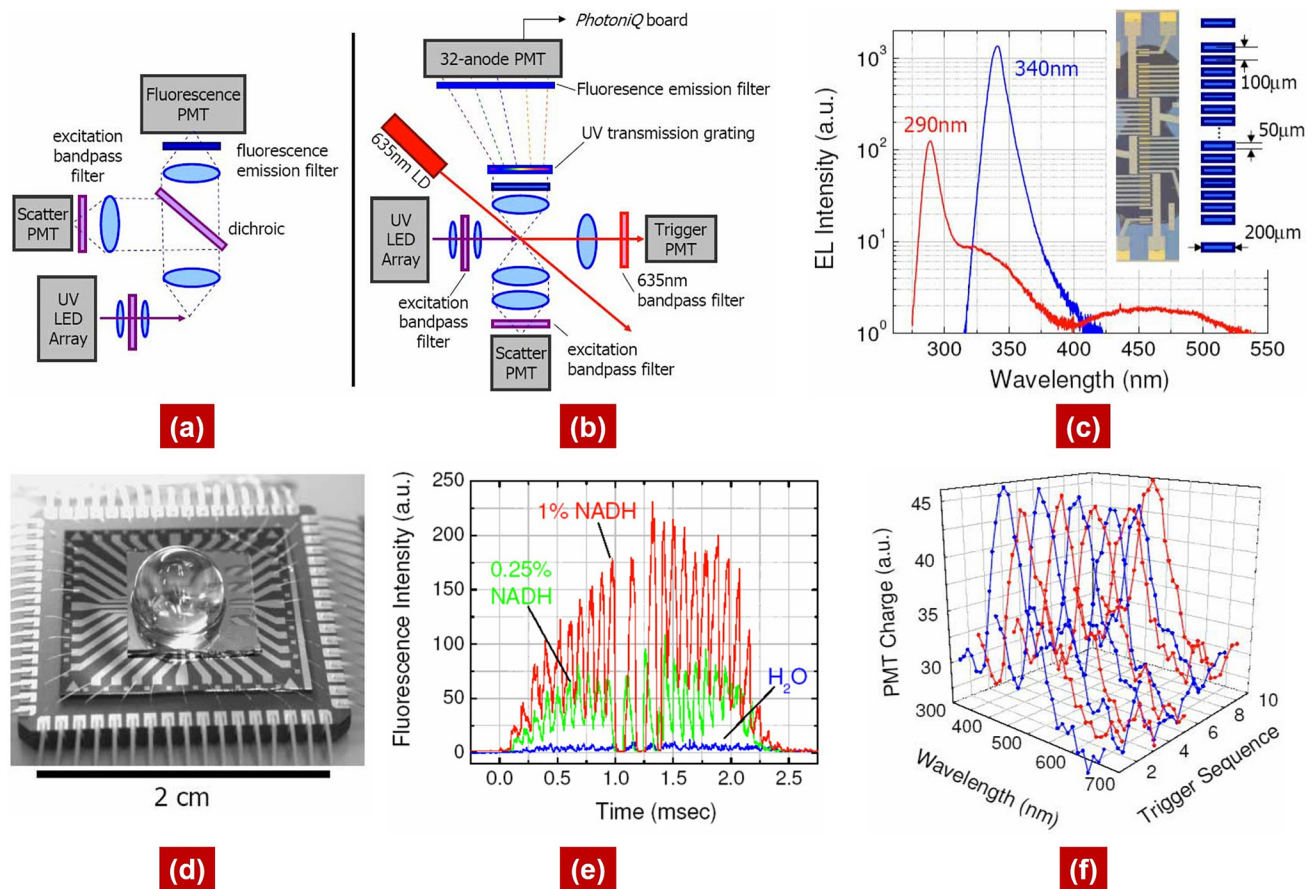 Fluorescence
PMT
excitation
bandpass
filter
fluorescence
emission filter
Scatter
PMT
dichroic
UV
LED
Array
(a)
PhotoniQ board
32-anode PMT
Fluoresence emission filter
UV transmission grating
635nm LD
UV
LED
Array
Trigger
PMT
excitation
bandpass
filter
635nm
bandpass filter
Scatter
PMT
excitation
bandpass filter
(b)
EL Intensity (a.u.)
10³
10²
10¹
10⁰
290nm
340nm
100μm
50μm
200μm
300 350 400 450 500 550
Wavelength (nm)
(c)
2 cm
(d)
Fluorescence Intensity (a.u.)
250
200
150
100
50
0
1% NADH
0.25%
NADH
H₂O
0.0 0.5 1.0 1.5 2.0 2.5
Time (msec)
(e)
PMT Charge (a.u.)
45
40
35
30
300 400 500 600 700
Wavelength (nm)
2 4 6 8 10
Trigger Sequence
(f)